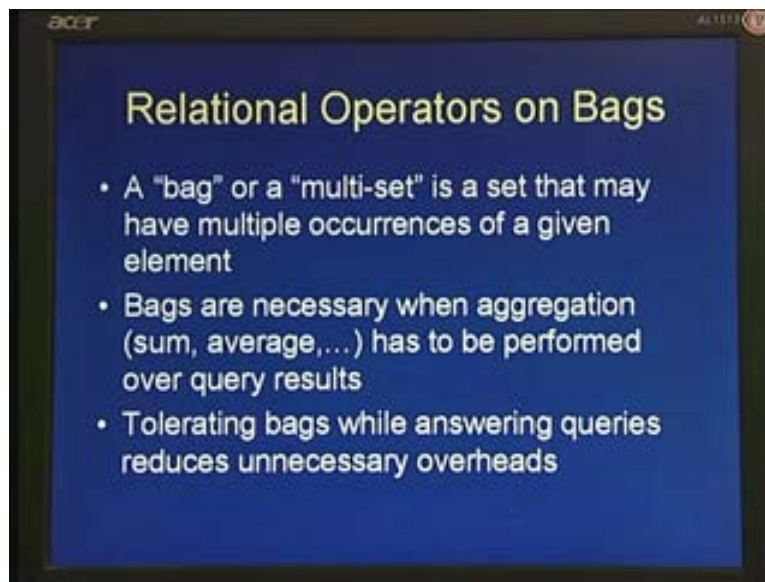 acer
Relational Operators on Bags
• A "bag" or a "multi-set" is a set that may
have multiple occurrences of a given
element
• Bags are necessary when aggregation
(sum, average,...) has to be performed
over query results
• Tolerating bags while answering queries
reduces unnecessary overheads